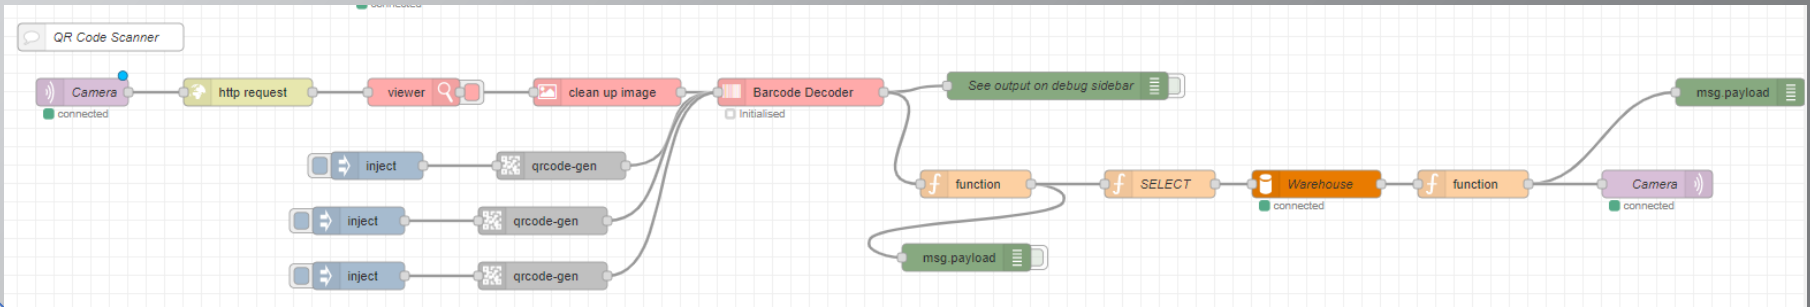 connected
QR Code Scanner
Camera
http request
viewer
clean up image
Barcode Decoder
See output on debug sidebar
msg.payload
connected
Initialised
inject
qrcode-gen
function
SELECT
Warehouse
function
Camera
connected
connected
inject
qrcode-gen
msg.payload
inject
qrcode-gen